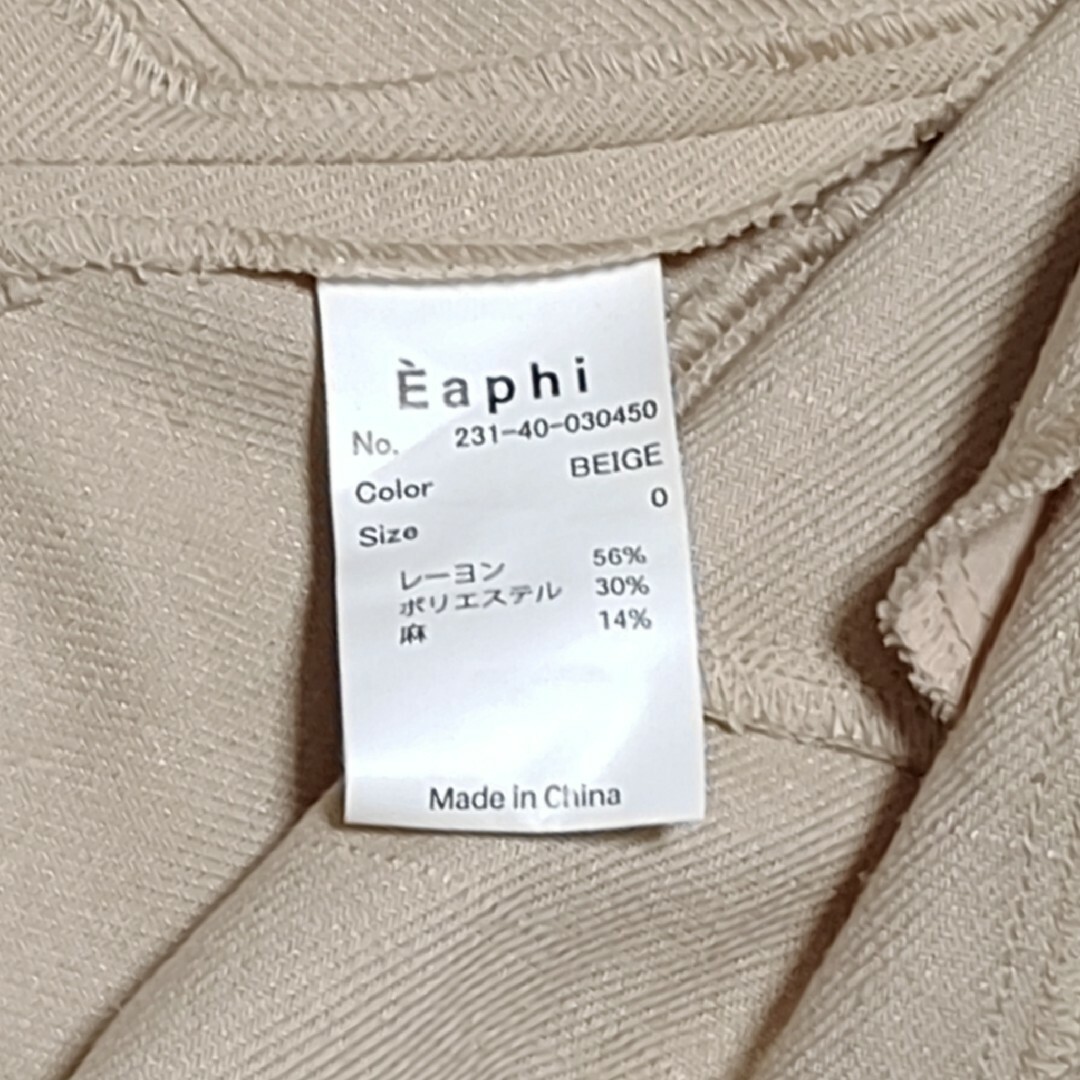 Èaphi
No. 231-40-030450
Color BEIGE
Size 0
レーヨン 56%
ポリエステル 30%
麻 14%
Made in China